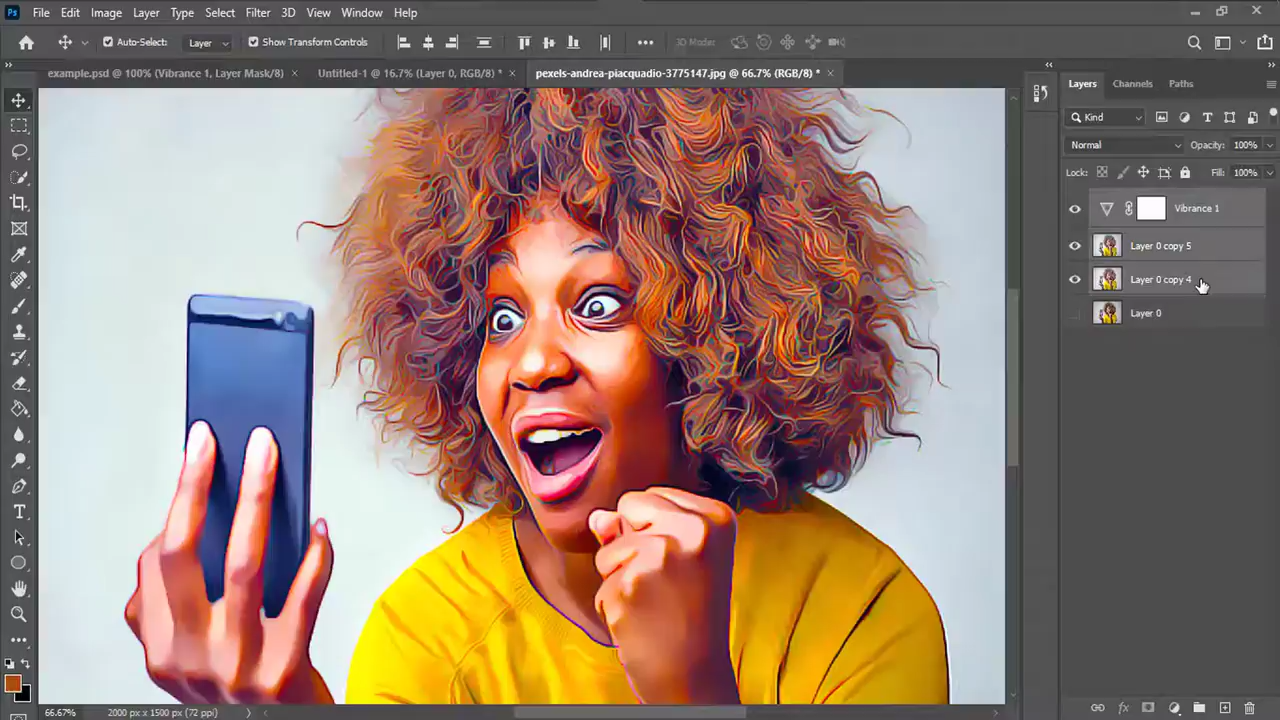 Ps File Edit Image Layer Type Select Filter 3D View Window Help
Auto-Select: Layer Show Transform Controls 3D Mode:
example.psd @ 100% (Vibrance 1, Layer Mask/8) Untitled-1 @ 16.7% (Layer 0, RGB/8) * pexels-andrea-piacquadio-3775147.jpg @ 66.7% (RGB/8) *
Layers Channels Paths
Kind
Normal Opacity: 100%
Lock: Fill: 100%
Vibrance 1
Layer 0 copy 5
Layer 0 copy 4
Layer 0
66.67% 2000 px x 1500 px (72 ppi)